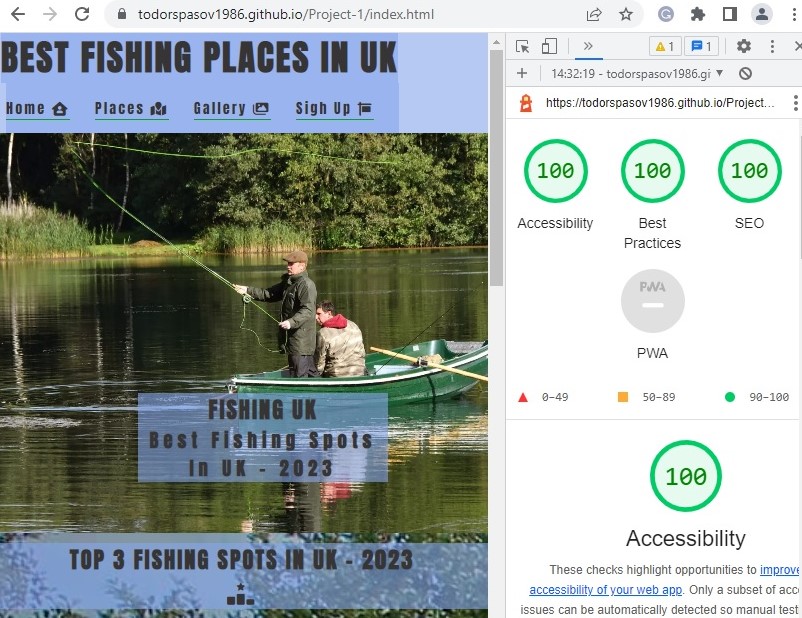 todorspasov1986.github.io/Project-1/index.html
BEST FISHING PLACES IN UK
Home
Places
Gallery
Sign Up
FISHING UK
Best Fishing Spots
In UK - 2023
TOP 3 FISHING SPOTS IN UK - 2023
1
1
14:32:19 - todorspasov1986.gi
https://todorspasov1986.github.io/Project...
100
100
100
Accessibility
Best
Practices
SEO
PWA
PWA
0–49
50–89
90–100
100
Accessibility
These checks highlight opportunities to improve
accessibility of your web app. Only a subset of acc
issues can be automatically detected so manual test